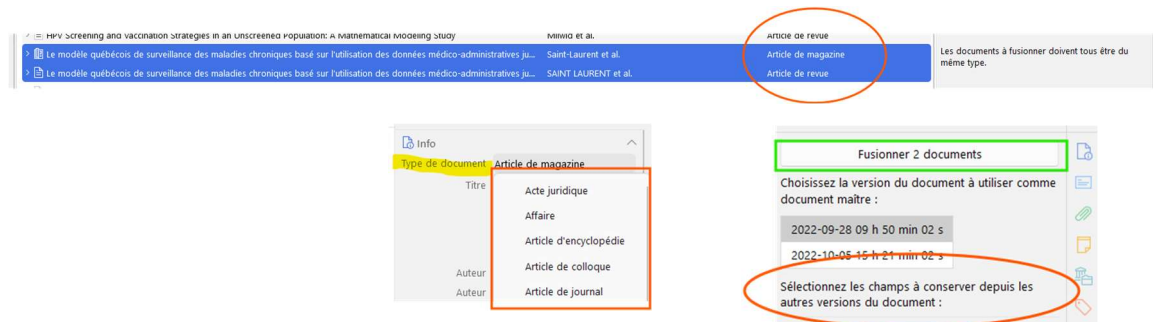 HPV Screening and Vaccination Strategies in an Unscreened Population: A Mathematical Modeling Study Milwid et al. Article de revue
Le modèle québécois de surveillance des maladies chroniques basé sur l'utilisation des données médico-administratives ju... Saint-Laurent et al. Article de magazine
Le modèle québécois de surveillance des maladies chroniques basé sur l'utilisation des données médico-administratives ju... SAINT LAURENT et al. Article de revue
Les documents à fusionner doivent tous être du
même type.
Info
Type de document Article de magazine
Titre
Acte juridique
Affaire
Article d'encyclopédie
Article de colloque
Article de journal
Auteur
Auteur
Fusionner 2 documents
Choisissez la version du document à utiliser comme
document maître :
2022-09-28 09 h 50 min 02 s
2022-10-05 15 h 21 min 02 s
Sélectionnez les champs à conserver depuis les
autres versions du document :